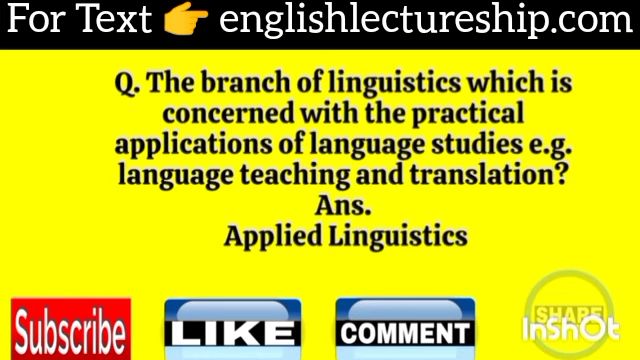 For Text 👉 englishlectureship.com
Q. The branch of linguistics which is
concerned with the practical
applications of language studies e.g.
language teaching and translation?
Ans.
Applied Linguistics
Subscribe
LIKE
COMMENT
SHARE
InShOt